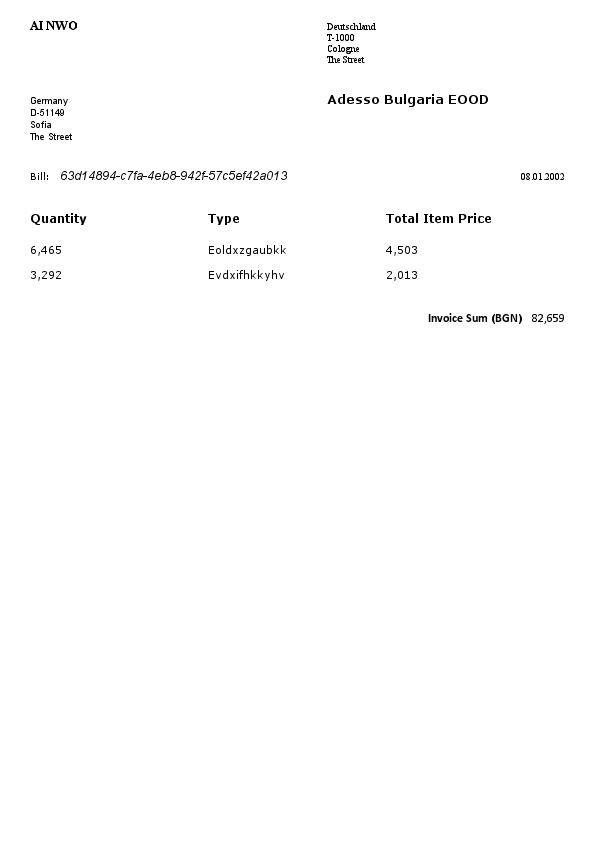 AI NWO
Deutschland
T-1000
Cologne
The Street
Germany
D-51149
Sofia
The Street
Adesso Bulgaria EOOD
Bill: 63d14894-c7fa-4eb8-942f-57c5ef42a013 08.01.2002
Quantity Type Total Item Price
6,465 Eoldxzgaubkk 4,503
3,292 Evdxifhkkyhv 2,013
Invoice Sum (BGN) 82,659